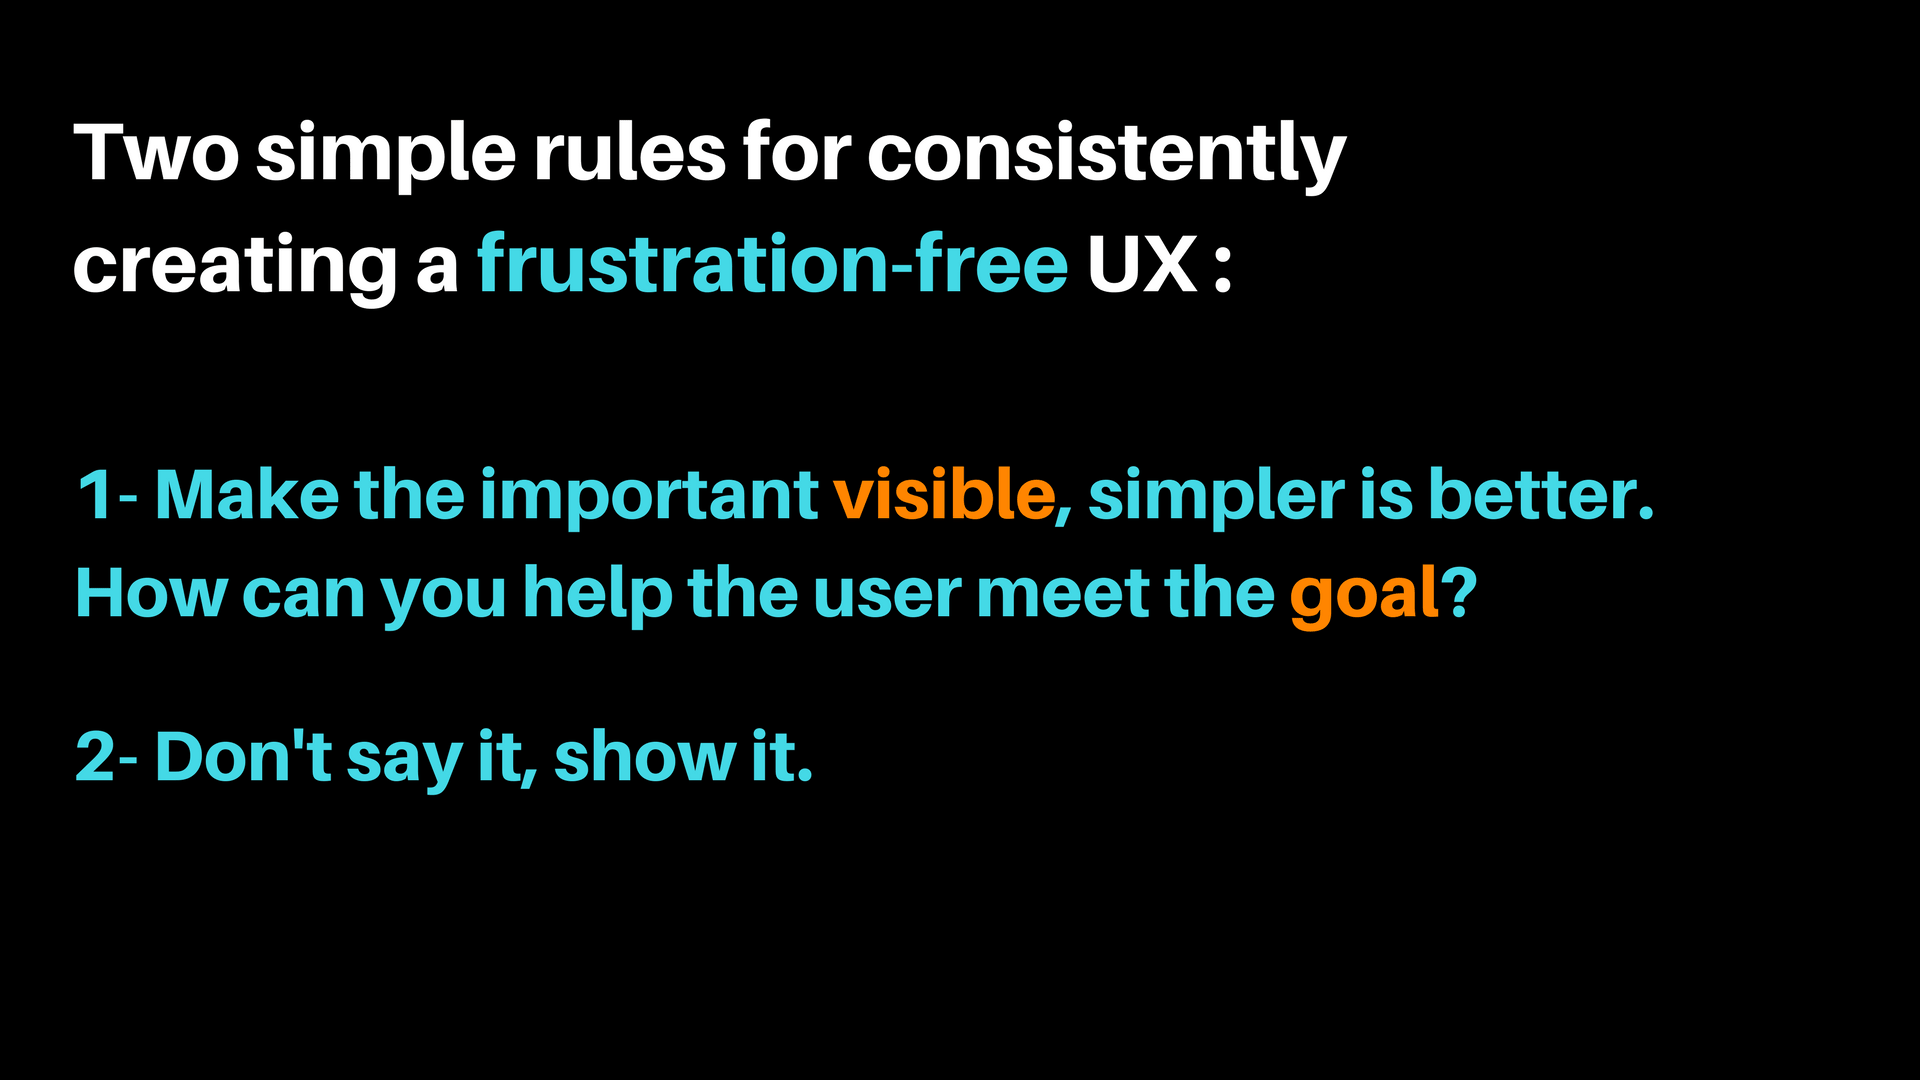 Two simple rules for consistently
creating a frustration-free UX :
1- Make the important visible, simpler is better.
How can you help the user meet the goal?
2- Don't say it, show it.